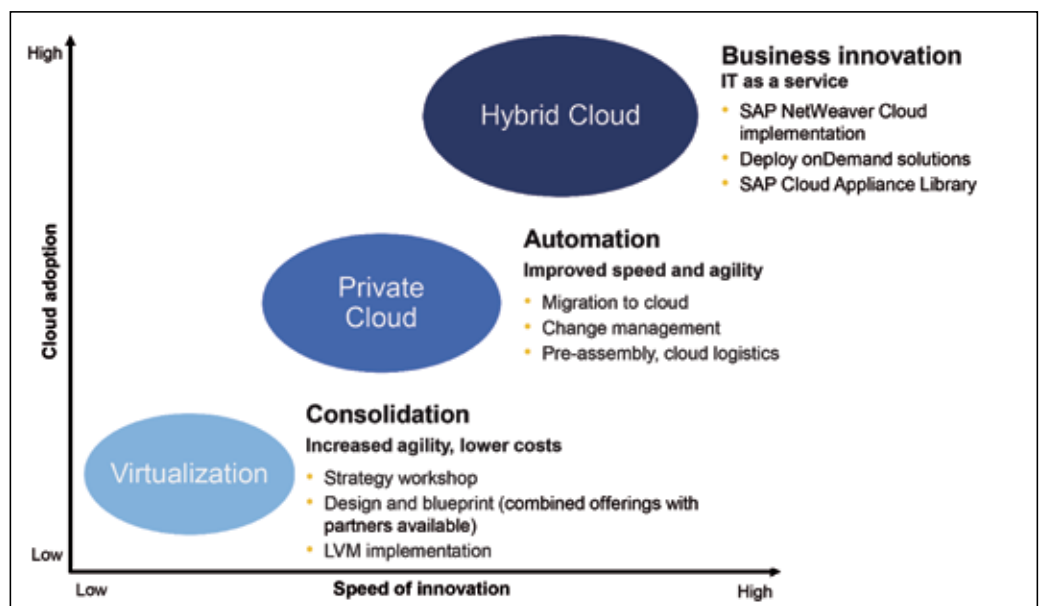 High
Hybrid Cloud
Business innovation
IT as a service
• SAP NetWeaver Cloud
implementation
• Deploy onDemand solutions
• SAP Cloud Appliance Library
Cloud adoption
Private
Cloud
Automation
Improved speed and agility
• Migration to cloud
• Change management
• Pre-assembly, cloud logistics
Virtualization
Consolidation
Increased agility, lower costs
• Strategy workshop
• Design and blueprint (combined offerings with
partners available)
• LVM implementation
Low
Low
Speed of innovation
High